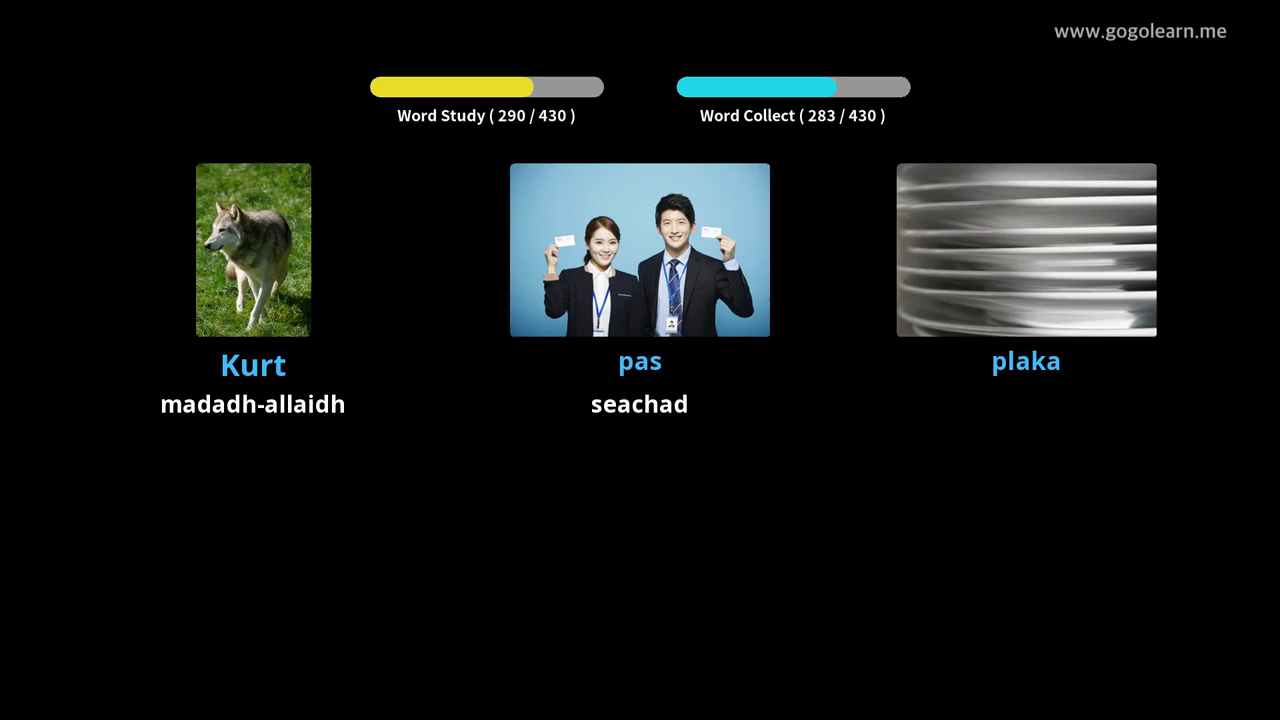 www.gogolearn.me
Word Study ( 290 / 430 )
Word Collect ( 283 / 430 )
Kurt
madadh-allaidh
pas
seachad
plaka